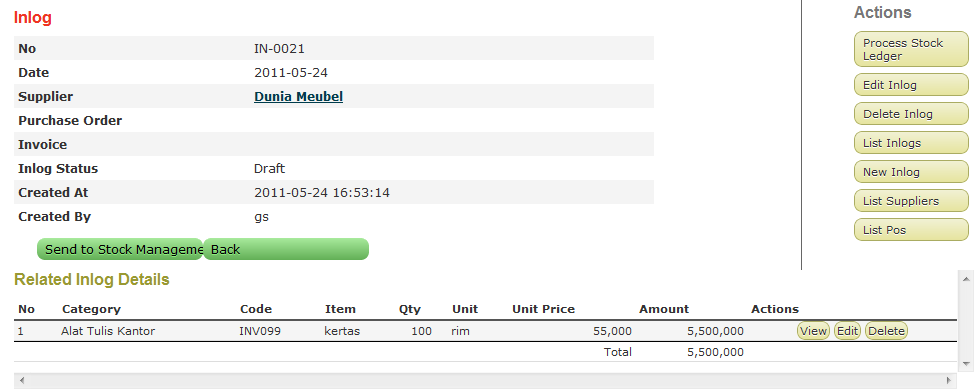 Inlog
No IN-0021
Date 2011-05-24
Supplier Dunia Meubel
Purchase Order
Invoice
Inlog Status Draft
Created At 2011-05-24 16:53:14
Created By gs
Send to Stock Manageme Back
Actions
Process Stock
Ledger
Edit Inlog
Delete Inlog
List Inlogs
New Inlog
List Suppliers
List Pos
Related Inlog Details
No Category Code Item Qty Unit Unit Price Amount Actions
1 Alat Tulis Kantor INV099 kertas 100 rim 55,000 5,500,000 View Edit Delete
Total 5,500,000